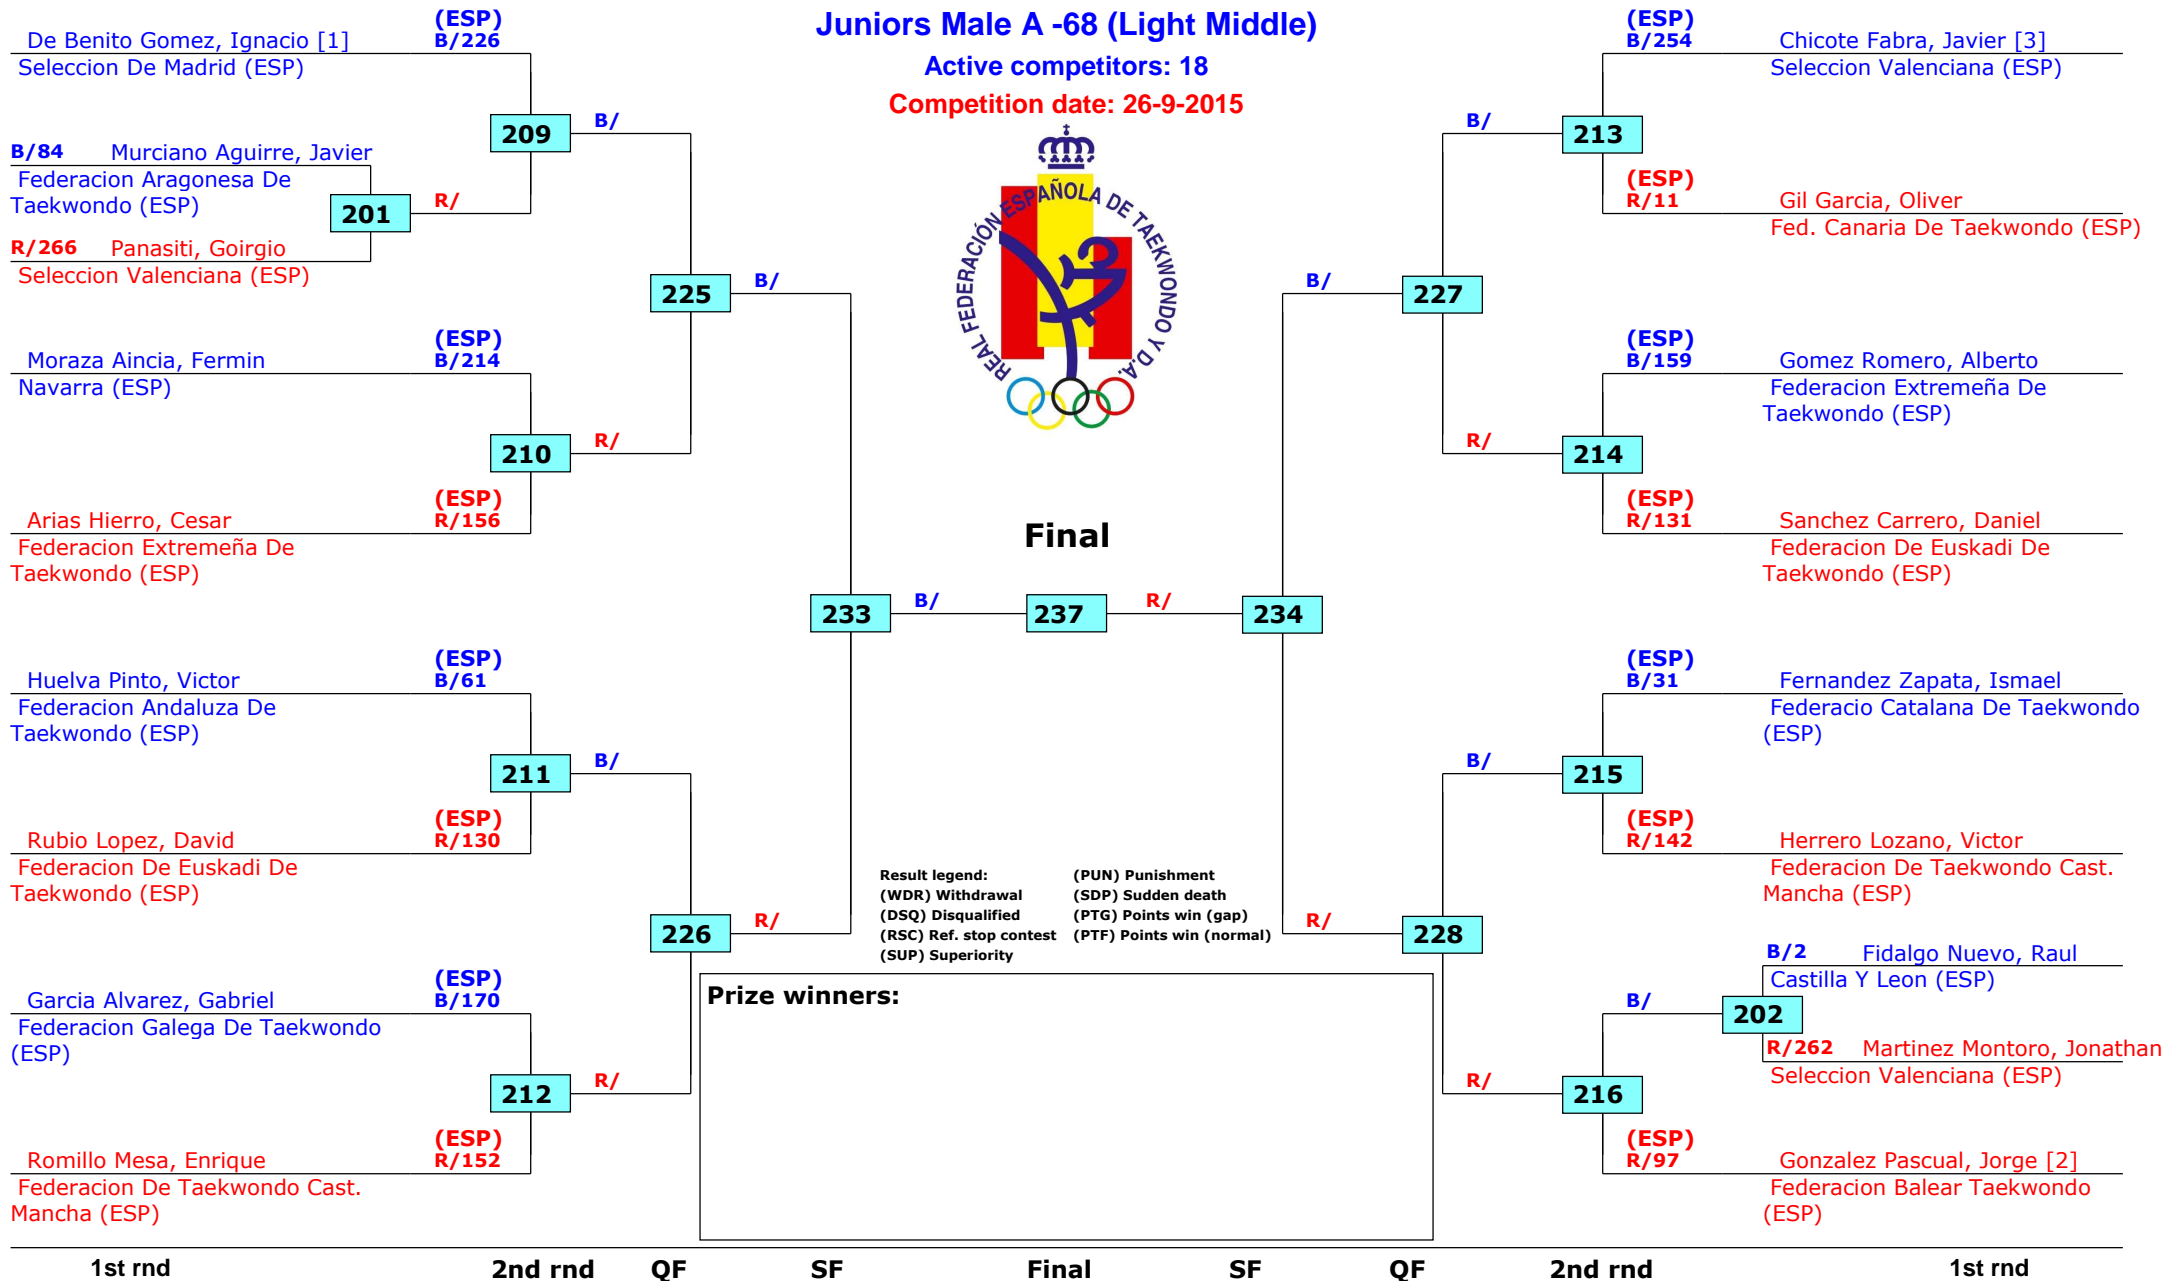 Juniors Male A -68 (Light Middle)
Active competitors: 18
Competition date: 26-9-2015
REAL FEDERACIÓN ESPAÑOLA DE TAEKWONDO Y D.A.
(ESP)
De Benito Gomez, Ignacio [1] B/226
Seleccion De Madrid (ESP)
209
B/
B/84 Murciano Aguirre, Javier
Federacion Aragonesa De
Taekwondo (ESP)
201
R/
R/266 Panasiti, Goirgio
Seleccion Valenciana (ESP)
225
B/
(ESP)
Moraza Aincia, Fermin B/214
Navarra (ESP)
210
R/
(ESP)
Arias Hierro, Cesar R/156
Federacion Extremeña De
Taekwondo (ESP)
233
B/
(ESP)
Huelva Pinto, Victor B/61
Federacion Andaluza De
Taekwondo (ESP)
211
B/
(ESP)
Rubio Lopez, David R/130
Federacion De Euskadi De
Taekwondo (ESP)
226
R/
(ESP)
Garcia Alvarez, Gabriel B/170
Federacion Galega De Taekwondo
(ESP)
212
R/
(ESP)
Romillo Mesa, Enrique R/152
Federacion De Taekwondo Cast.
Mancha (ESP)
Final
237
(ESP)
B/254 Chicote Fabra, Javier [3]
Seleccion Valenciana (ESP)
B/
213
(ESP)
R/11 Gil Garcia, Oliver
Fed. Canaria De Taekwondo (ESP)
B/
227
(ESP)
B/159 Gomez Romero, Alberto
Federacion Extremeña De
Taekwondo (ESP)
R/
214
(ESP)
R/131 Sanchez Carrero, Daniel
Federacion De Euskadi De
Taekwondo (ESP)
R/
234
(ESP)
B/31 Fernandez Zapata, Ismael
Federacio Catalana De Taekwondo
(ESP)
B/
215
(ESP)
R/142 Herrero Lozano, Victor
Federacion De Taekwondo Cast.
Mancha (ESP)
R/
228
B/2 Fidalgo Nuevo, Raul
Castilla Y Leon (ESP)
B/
202
R/262 Martinez Montoro, Jonathan
Seleccion Valenciana (ESP)
R/
216
(ESP)
R/97 Gonzalez Pascual, Jorge [2]
Federacion Balear Taekwondo
(ESP)
Result legend: (PUN) Punishment
(WDR) Withdrawal (SDP) Sudden death
(DSQ) Disqualified (PTG) Points win (gap)
(RSC) Ref. stop contest (PTF) Points win (normal)
(SUP) Superiority
Prize winners:
1st rnd 2nd rnd QF SF Final SF QF 2nd rnd 1st rnd